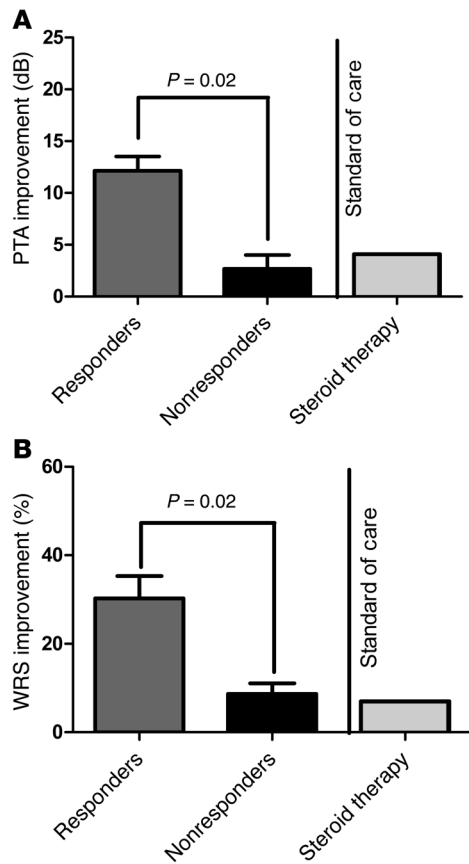 A
PTA improvement (dB)
25
20
15
10
5
0
P = 0.02
Standard of care
Responders
Nonresponders
Steroid therapy
B
WRS improvement (%)
60
40
20
0
P = 0.02
Standard of care
Responders
Nonresponders
Steroid therapy